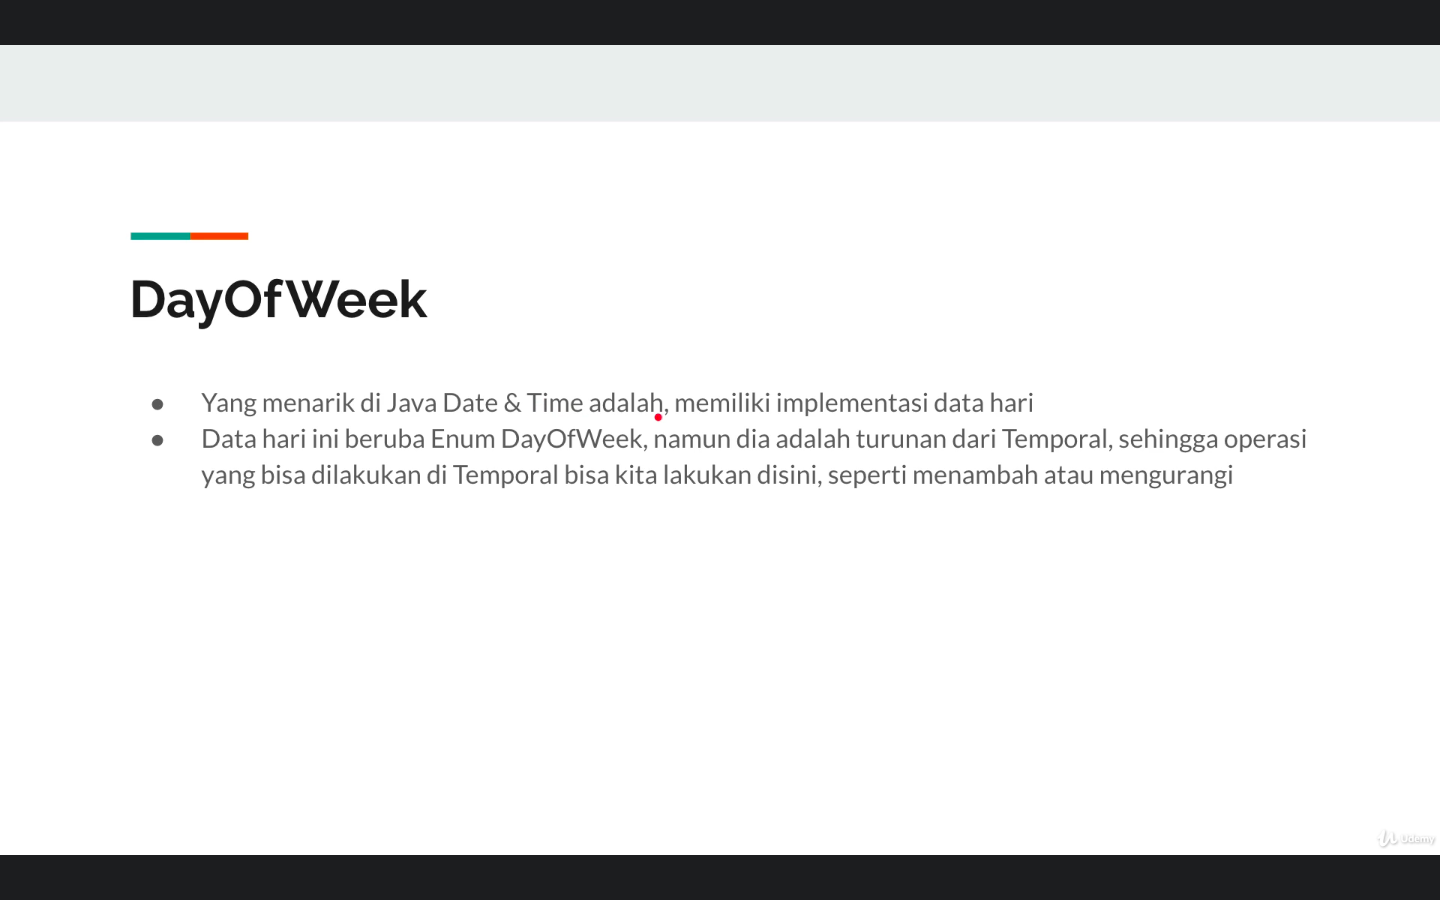 DayOfWeek
● Yang menarik di Java Date & Time adalah, memiliki implementasi data hari
● Data hari ini beruba Enum DayOfWeek, namun dia adalah turunan dari Temporal, sehingga operasi
yang bisa dilakukan di Temporal bisa kita lakukan disini, seperti menambah atau mengurangi
Udemy